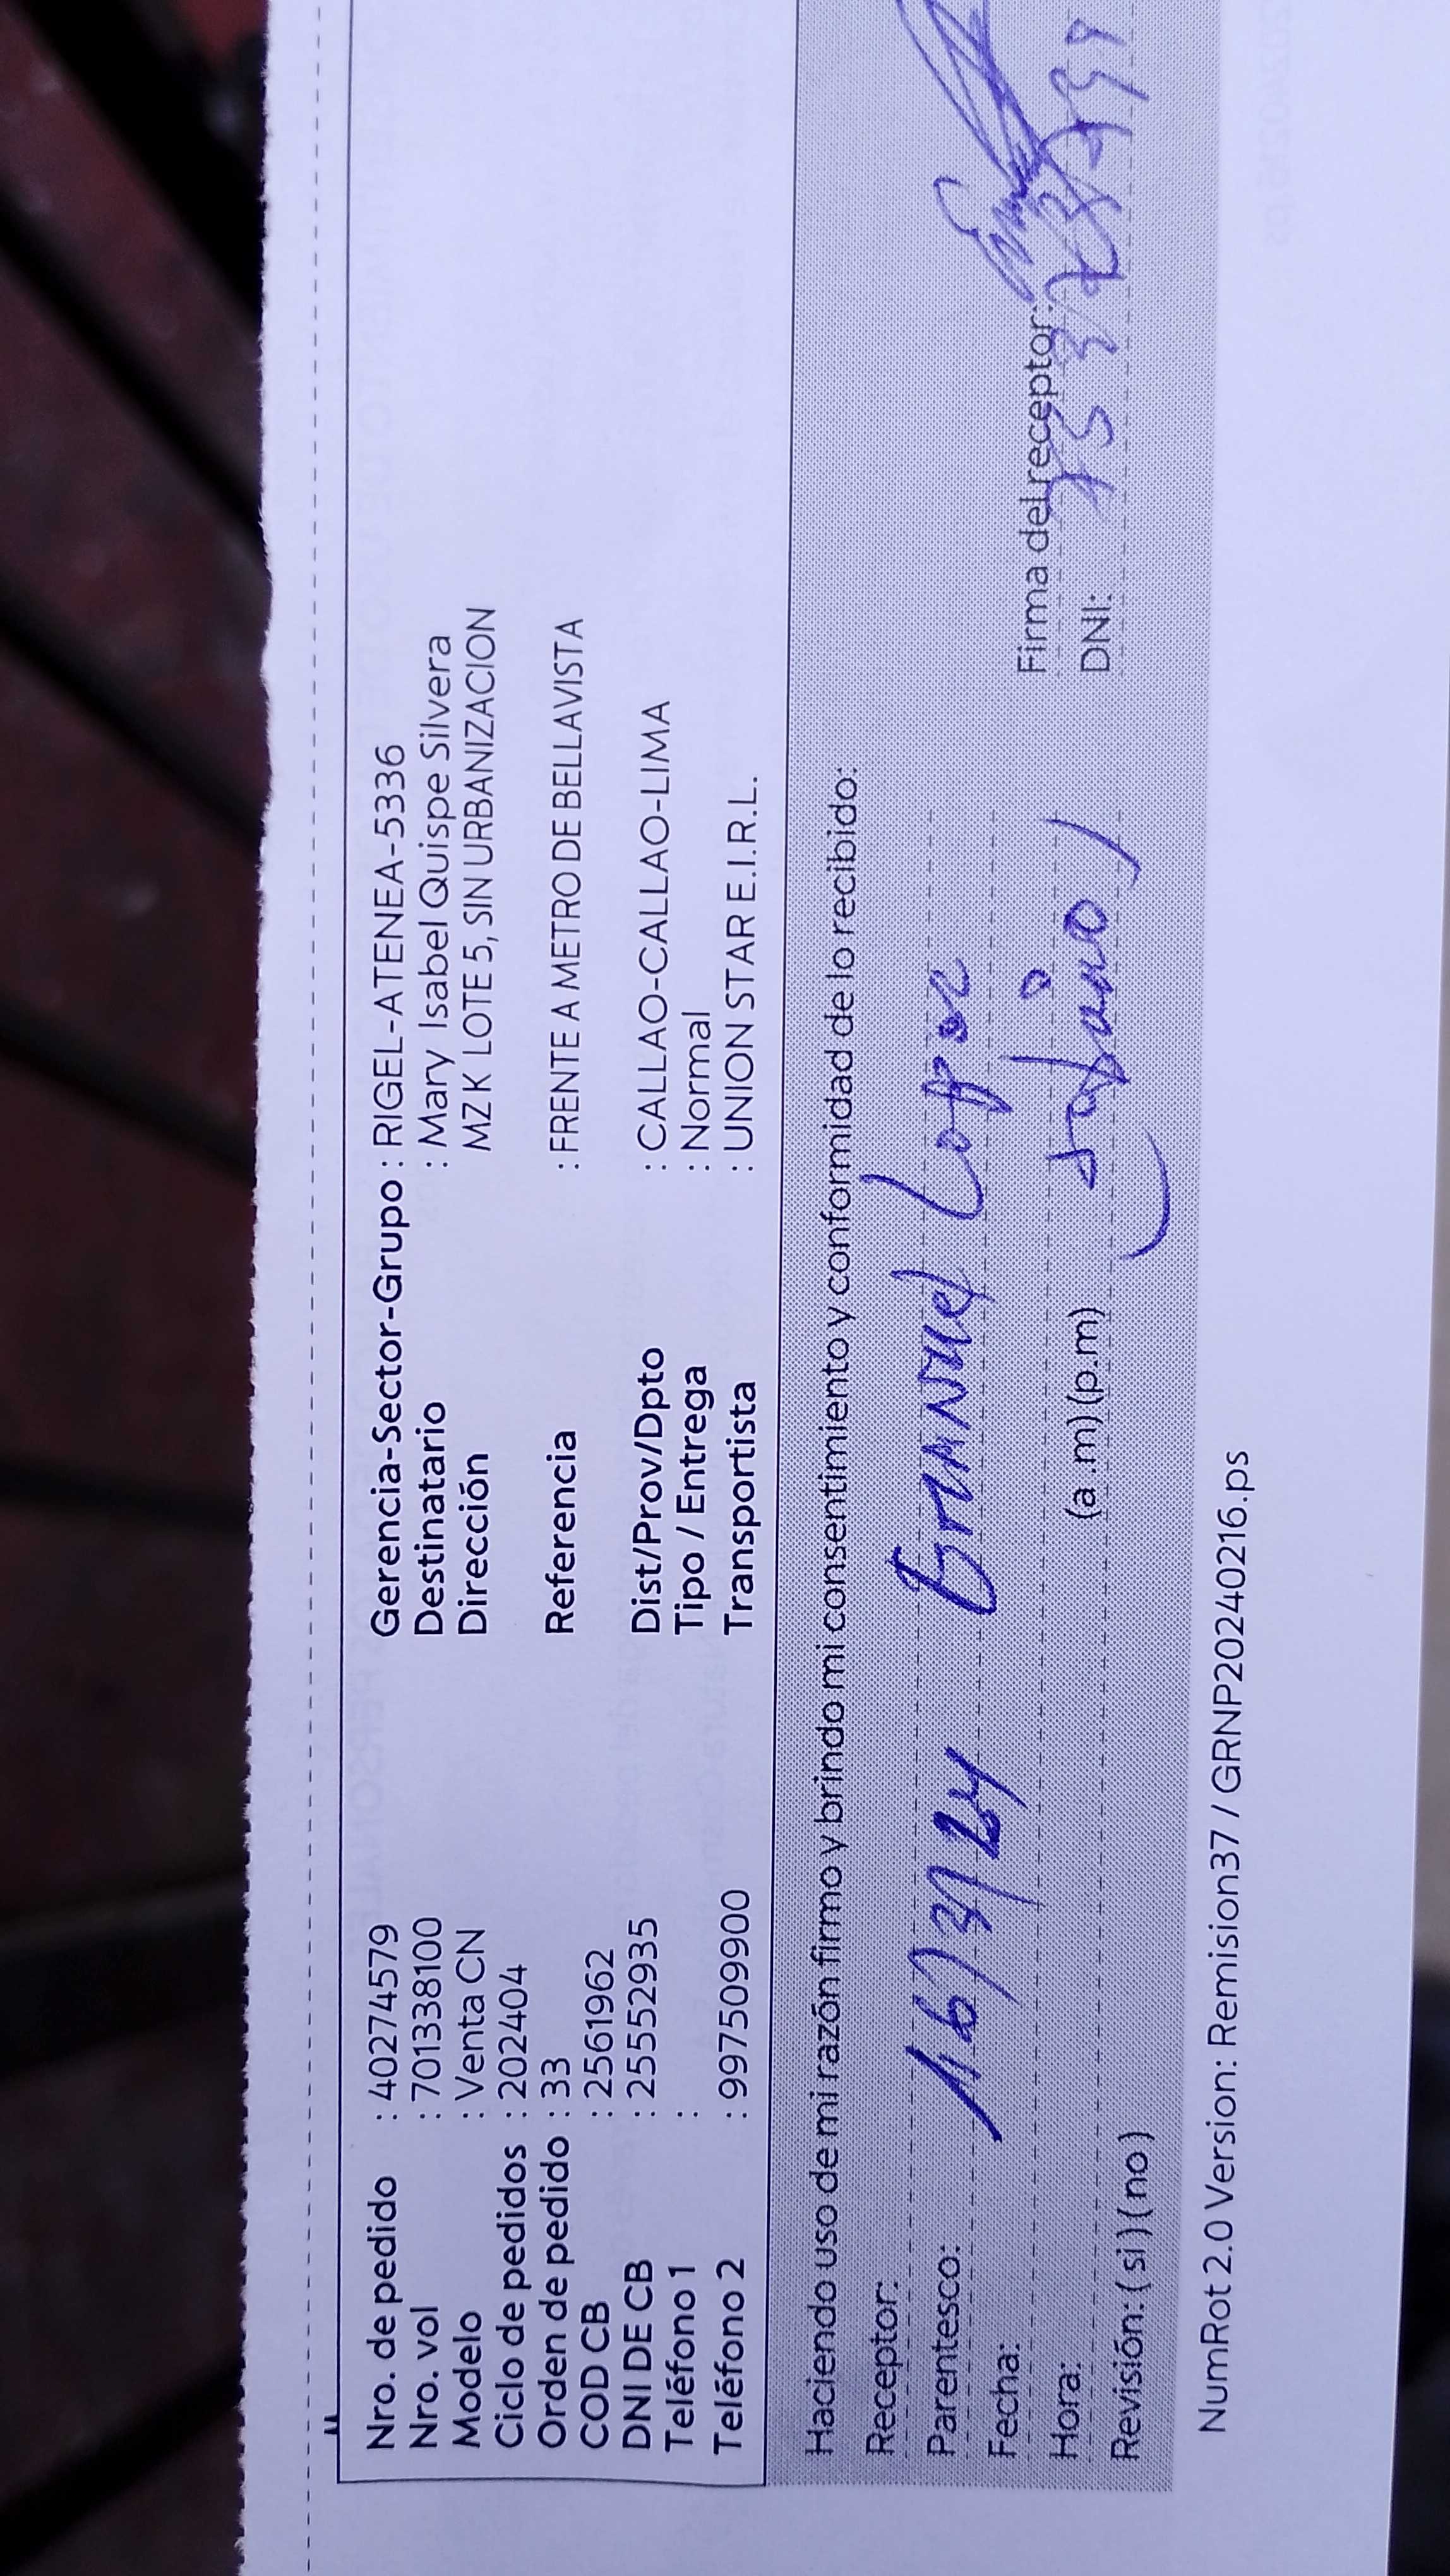 Nro. de pedido : 40274579 Gerencia-Sector-Grupo : RIGEL-ATENEA-5336
Nro. vol : 701338100 Destinatario : Mary Isabel Quispe Silvera
Modelo : Venta CN Dirección MZ K LOTE 5, SIN URBANIZACION
Ciclo de pedidos : 202404
Orden de pedido : 33 Referencia : FRENTE A METRO DE BELLAVISTA
COD CB : 2561962
DNI DE CB : 25552935 Dist/Prov/Dpto : CALLAO-CALLAO-LIMA
Teléfono 1 : Tipo / Entrega : Normal
Teléfono 2 : 997509900 Transportista : UNION STAR E.I.R.L.
Haciendo uso de mi razón firmo y brindo mi consentimiento y conformidad de lo recibido:
Receptor:
Parentesco: 16/3/24 Emanuel Lopez
Fecha: Firma del receptor:
Hora: (a.m) (p.m) DNI:
Revisión: ( si ) ( no )
NumRot 2.0 Version: Remision37 / GRNP20240216.ps